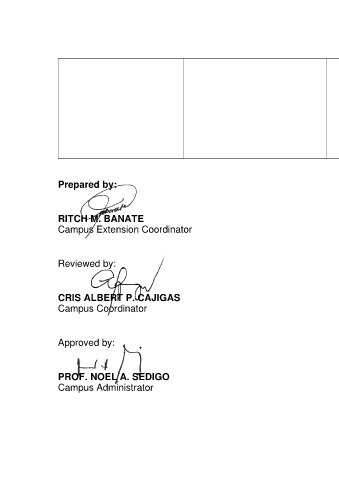 Prepared by:
RITCH M. BANATE
Campus Extension Coordinator
Reviewed by:
CRIS ALBERT P. CAJIGAS
Campus Coordinator
Approved by:
PROF. NOEL A. SEDIGO
Campus Administrator